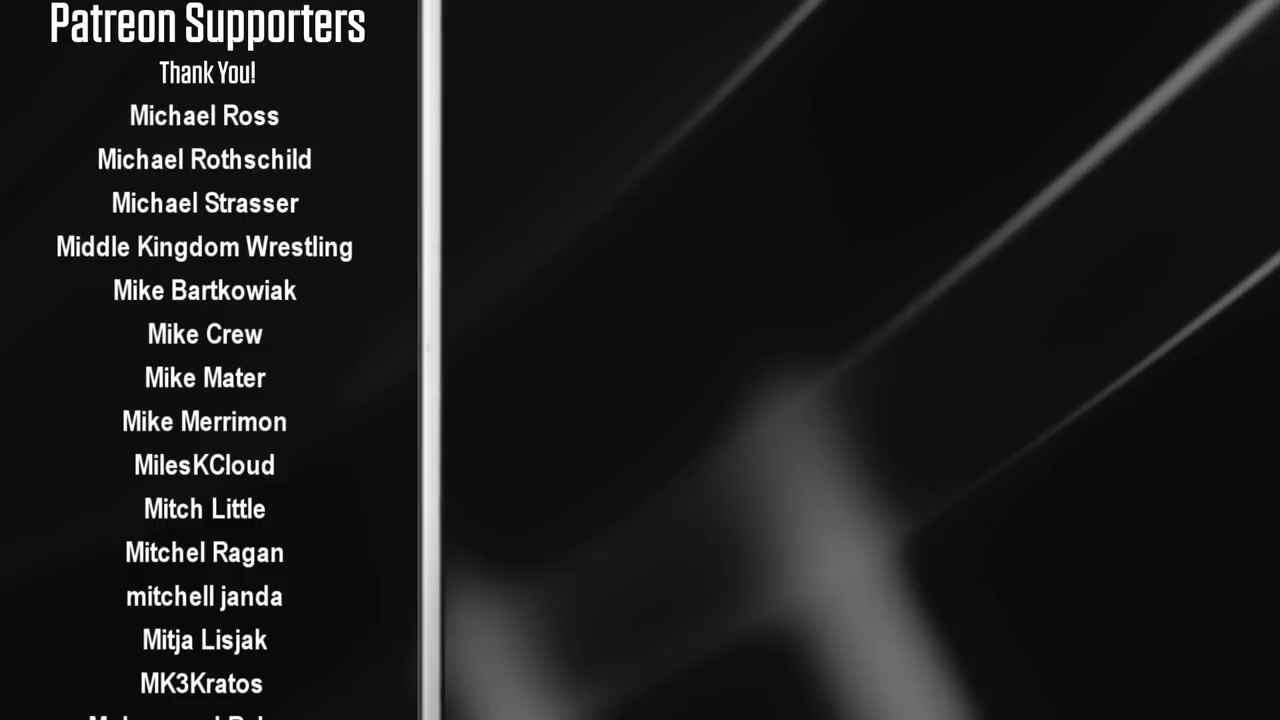 Patreon Supporters
Thank You!
Michael Ross
Michael Rothschild
Michael Strasser
Middle Kingdom Wrestling
Mike Bartkowiak
Mike Crew
Mike Mater
Mike Merrimon
MilesKCloud
Mitch Little
Mitchel Ragan
mitchell janda
Mitja Lisjak
MK3Kratos